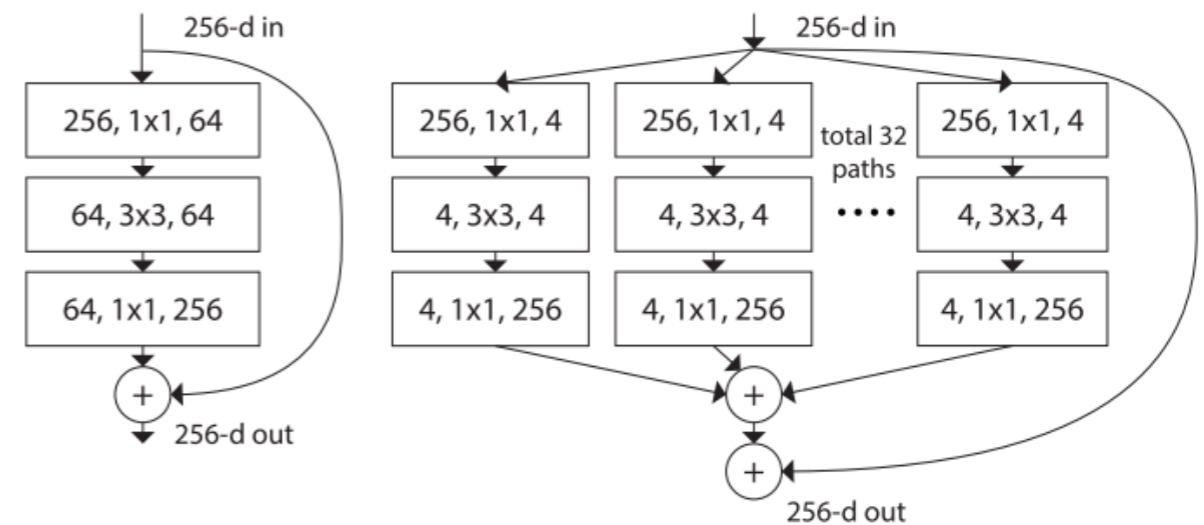 256-d in
256, 1x1, 64
64, 3x3, 64
64, 1x1, 256
+
256-d out
256-d in
256, 1x1, 4
256, 1x1, 4
total 32
paths
256, 1x1, 4
4, 3x3, 4
4, 3x3, 4
....
4, 3x3, 4
4, 1x1, 256
4, 1x1, 256
4, 1x1, 256
+
+
256-d out